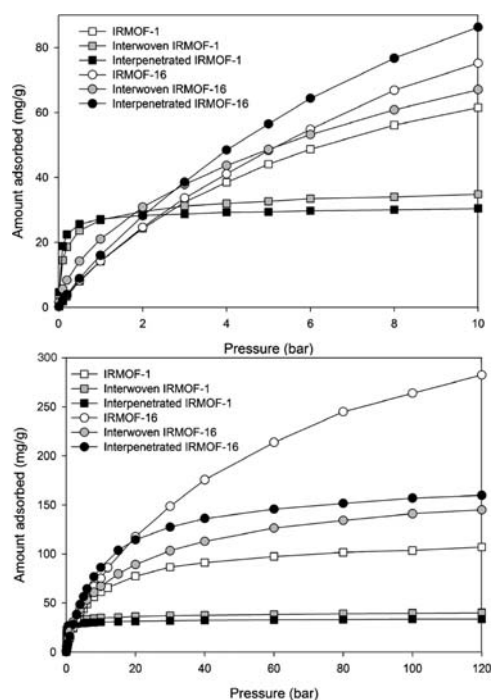 80
60
40
20
0
Amount adsorbed (mg/g)
IRMOF-1
Interwoven IRMOF-1
Interpenetrated IRMOF-1
IRMOF-16
Interwoven IRMOF-16
Interpenetrated IRMOF-16
0 2 4 6 8 10
Pressure (bar)
300
250
200
150
100
50
0
Amount adsorbed (mg/g)
IRMOF-1
Interwoven IRMOF-1
Interpenetrated IRMOF-1
IRMOF-16
Interwoven IRMOF-16
Interpenetrated IRMOF-16
0 20 40 60 80 100 120
Pressure (bar)